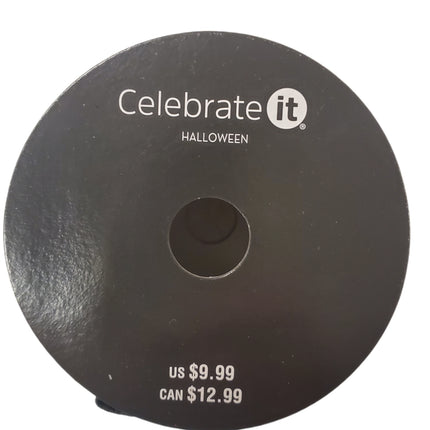 Celebrate it®
HALLOWEEN
US $9.99
CAN $12.99